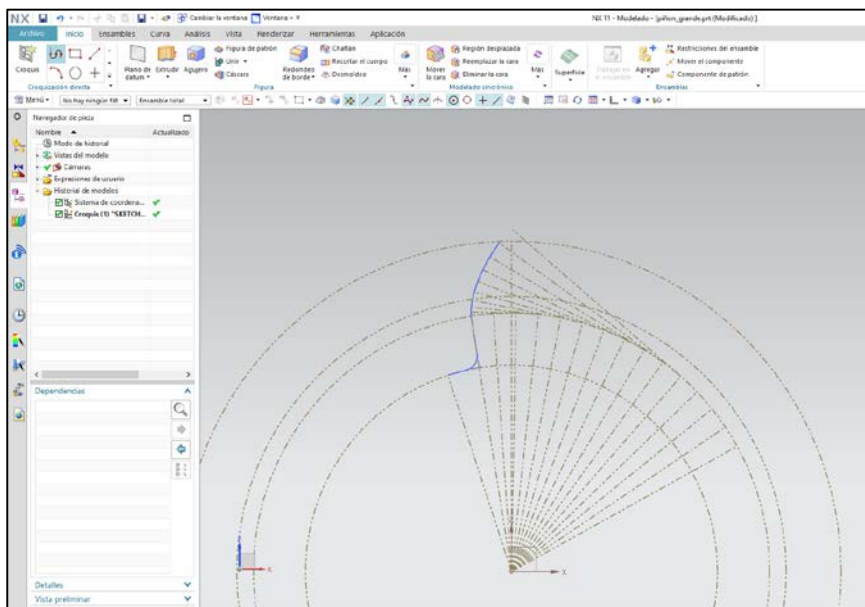 NX Cambiar la ventana Ventana NX 11 - Modelado - [piñon_grande.prt (Modificado)]
Archivo Inicio Ensambles Curva Análisis Vista Renderizar Herramientas Aplicación
Croquis Plano de datum Extruir Agujero Figura de patrón Unir Cáscara Redondeo de borde Chaflán Recortar el cuerpo Desmoldeo Más Mover la cara Región desplazada Reemplazar la cara Eliminar la cara Más Superficie Agregar Restricciones del ensamble Mover el componente Componente de patrón
Croquización directa Figura Modelado sincrónico Ensambles
Menú No hay ningún filt Ensamble total
Navegador de pieza
Nombre Actualizado
Modo de historial
Vistas del modelo
Cámaras
Expresiones de usuario
Historial de modelos
Sistema de coordena...
Croquis (1) "SKETCH...
Dependencias
Detalles
Vista preliminar
X
X